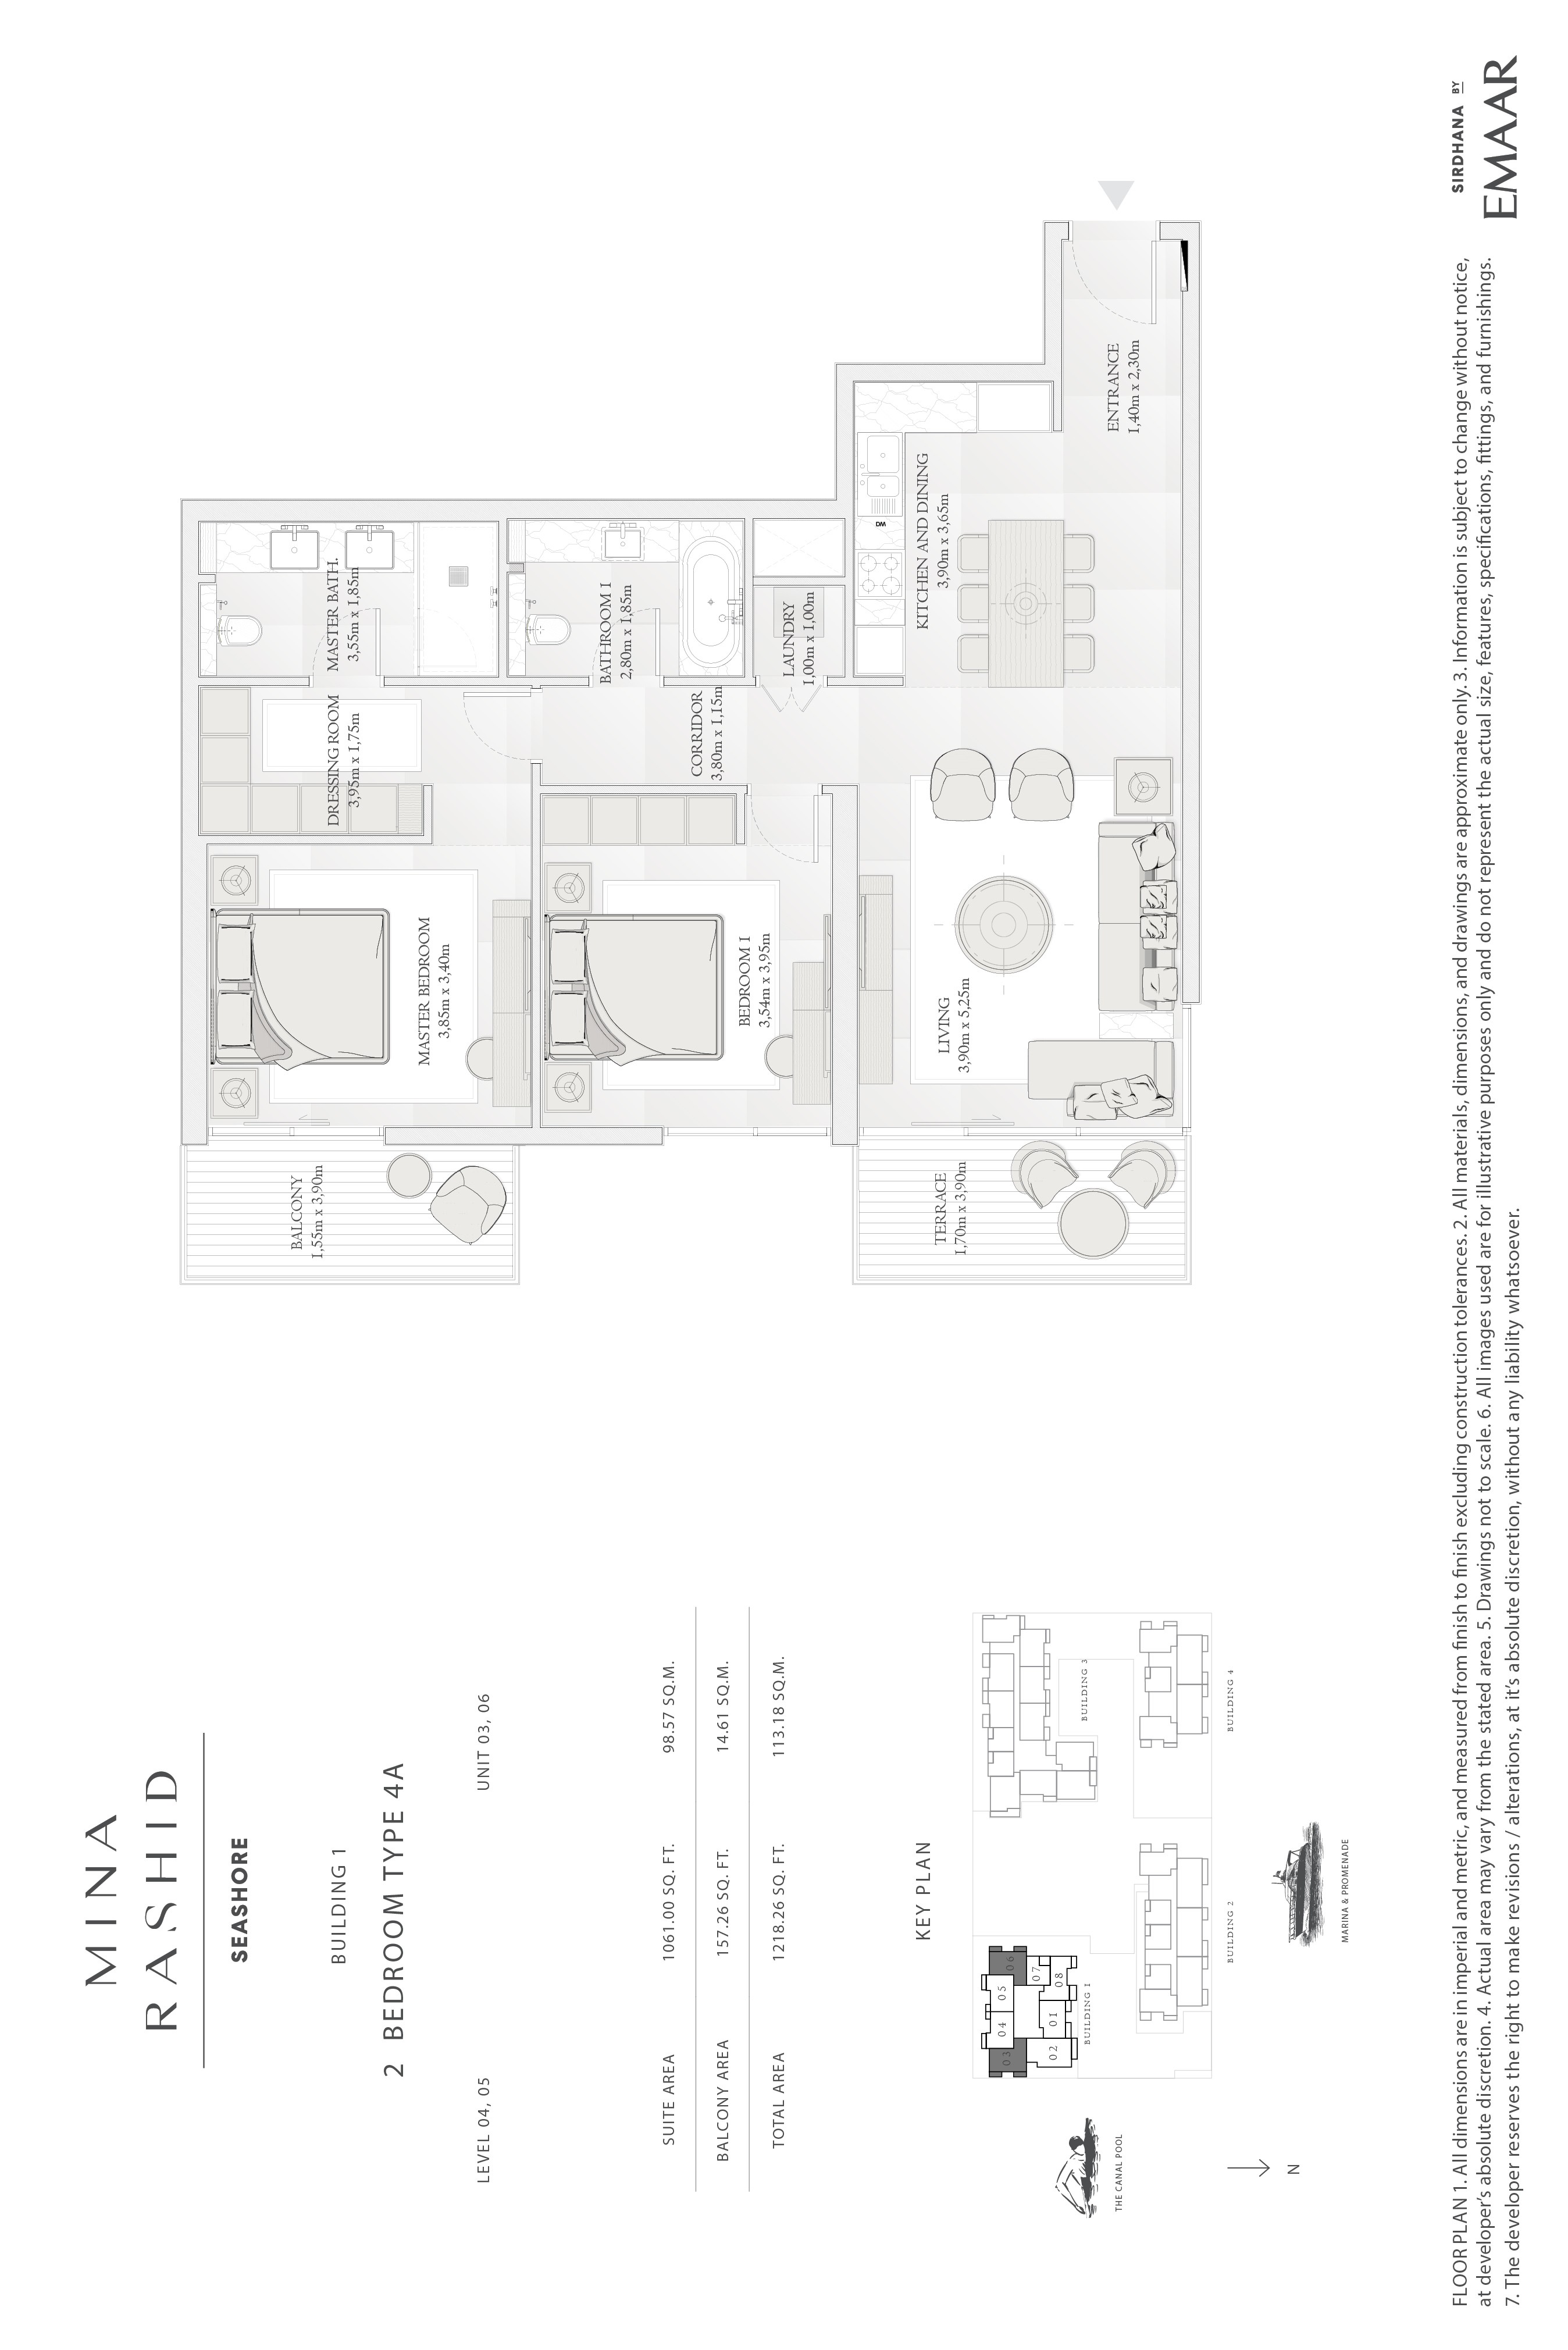 MINA
RASHID
SEASHORE
BUILDING 1
2 BEDROOM TYPE 4A
LEVEL 04, 05 UNIT 03, 06
SUITE AREA 1061.00 SQ. FT. 98.57 SQ.M.
BALCONY AREA 157.26 SQ. FT. 14.61 SQ.M.
TOTAL AREA 1218.26 SQ. FT. 113.18 SQ.M.
KEY PLAN
03
04
05
06
07
08
01
02
BUILDING 1
BUILDING 2
BUILDING 3
BUILDING 4
THE CANAL POOL
MARINA & PROMENADE
N
BALCONY
1,55m x 3,90m
MASTER BEDROOM
3,85m x 3,40m
DRESSING ROOM
3,95m x 1,75m
MASTER BATH.
3,55m x 1,85m
BEDROOM 1
3,54m x 3,95m
BATHROOM 1
2,80m x 1,85m
CORRIDOR
3,80m x 1,15m
LAUNDRY
1,00m x 1,00m
TERRACE
1,70m x 3,90m
LIVING
3,90m x 5,25m
KITCHEN AND DINING
3,90m x 3,65m
WD
ENTRANCE
1,40m x 2,30m
FLOOR PLAN 1. All dimensions are in imperial and metric, and measured from finish to finish excluding construction tolerances. 2. All materials, dimensions, and drawings are approximate only. 3. Information is subject to change without notice,
at developer's absolute discretion. 4. Actual area may vary from the stated area. 5. Drawings not to scale. 6. All images used are for illustrative purposes only and do not represent the actual size, features, specifications, fittings, and furnishings.
7. The developer reserves the right to make revisions / alterations, at it's absolute discretion, without any liability whatsoever.
SIRDHANA BY
EMAAR